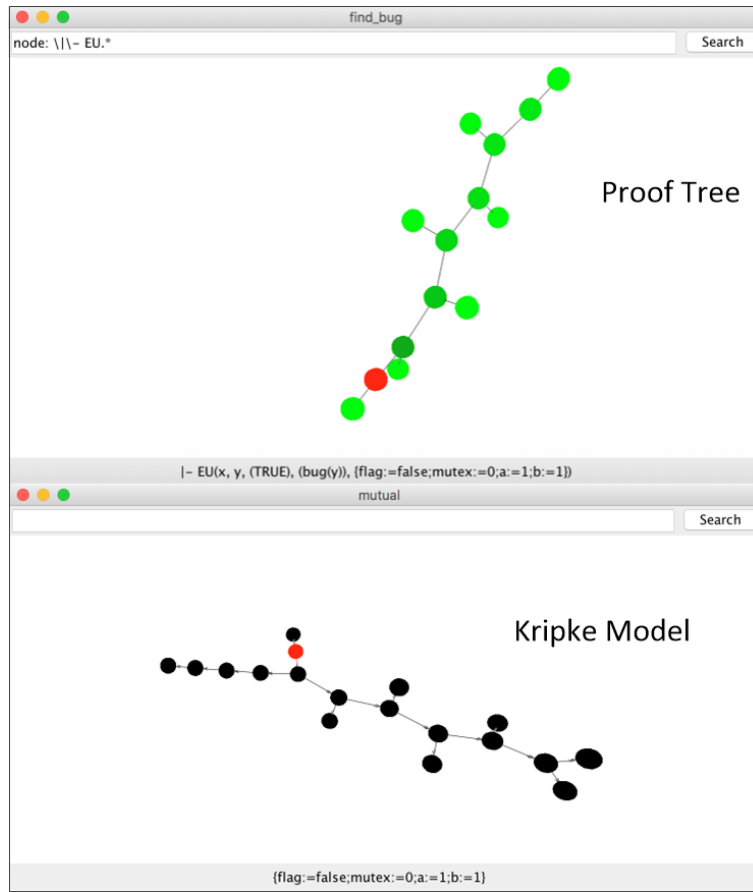 find_bug
node: \|\- EU.*
Search
Proof Tree
|- EU(x, y, (TRUE), (bug(y)), {flag:=false;mutex:=0;a:=1;b:=1})
mutual
Search
Kripke Model
{flag:=false;mutex:=0;a:=1;b:=1}